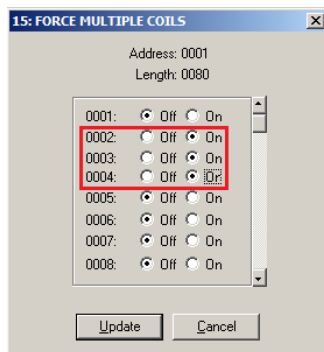 15: FORCE MULTIPLE COILS
Address: 0001
Length: 0080
0001: Off On
0002: Off On
0003: Off On
0004: Off On
0005: Off On
0006: Off On
0007: Off On
0008: Off On
Update Cancel